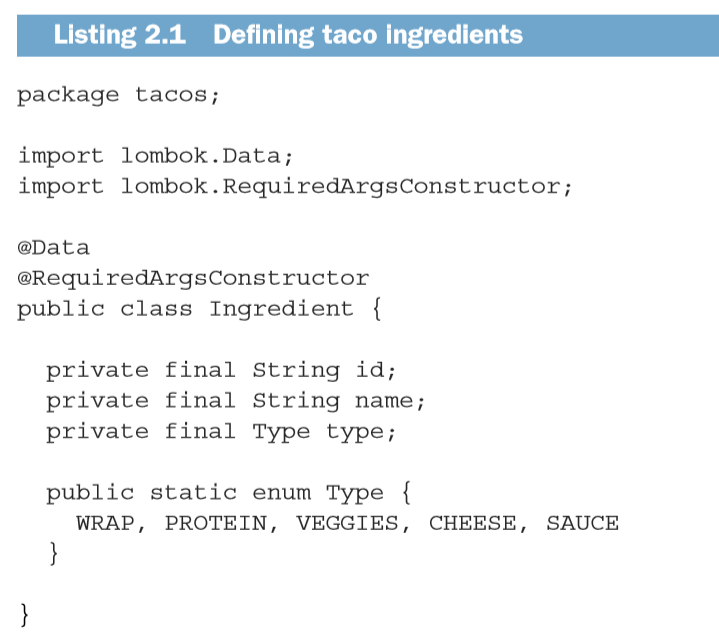 Listing 2.1 Defining taco ingredients
package tacos;
import lombok.Data;
import lombok.RequiredArgsConstructor;
@Data
@RequiredArgsConstructor
public class Ingredient {
private final String id;
private final String name;
private final Type type;
public static enum Type {
WRAP, PROTEIN, VEGGIES, CHEESE, SAUCE
}
}